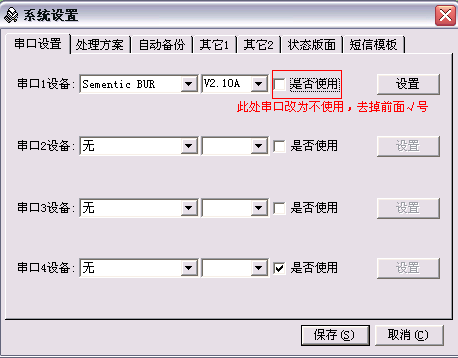 系统设置
串口设置 处理方案 自动备份 其它1 其它2 状态版面 短信模板
串口1设备: Sementic BUR V2.10A 是否使用 设置
此处串口改为不使用，去掉前面√号
串口2设备: 无 是否使用 设置
串口3设备: 无 是否使用 设置
串口4设备: 无 是否使用 设置
保存(S) 取消(C)